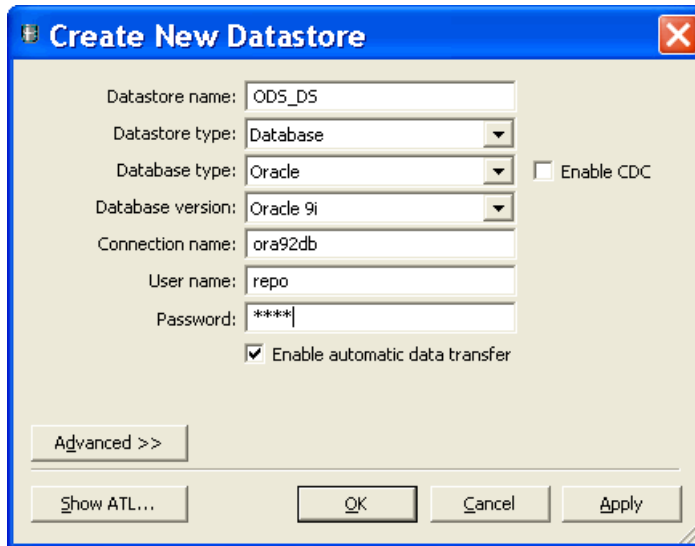 Create New Datastore
Datastore name: ODS_DS
Datastore type: Database
Database type: Oracle Enable CDC
Database version: Oracle 9i
Connection name: ora92db
User name: repo
Password: ****
Enable automatic data transfer
Advanced >>
Show ATL... OK Cancel Apply